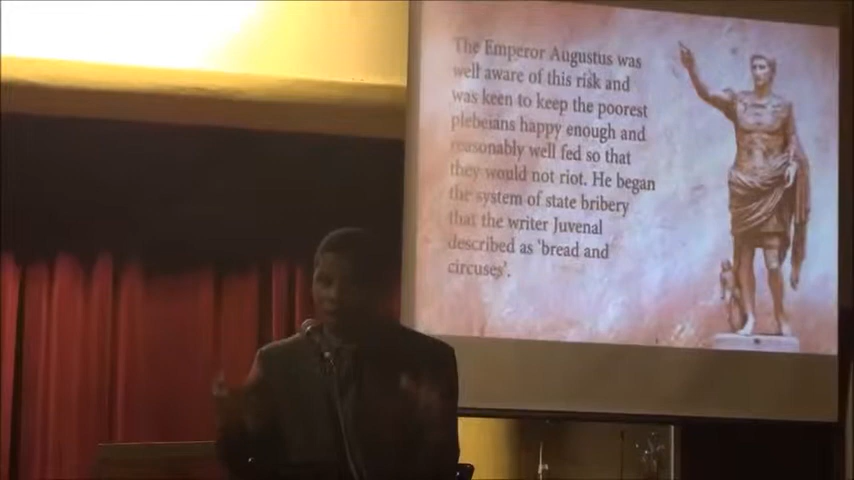 The Emperor Augustus was
well aware of this risk and
was keen to keep the poorest
plebeians happy enough and
reasonably well fed so that
they would not riot. He began
the system of state bribery
that the writer Juvenal
described as 'bread and
circuses'.